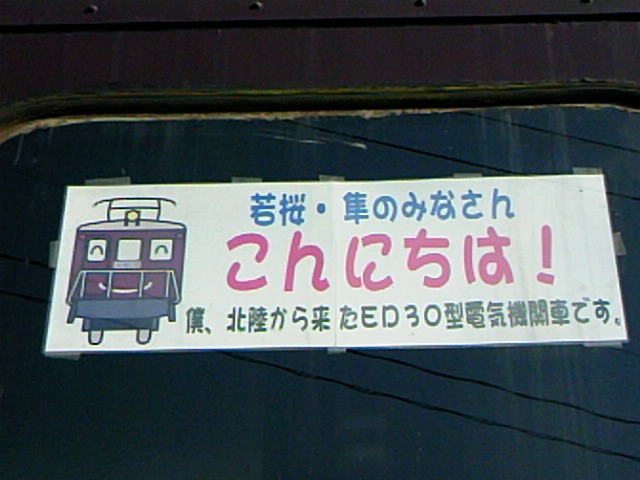 若桜・隼のみなさん
こんにちは！
僕、北陸から来たED30型電気機関車です。